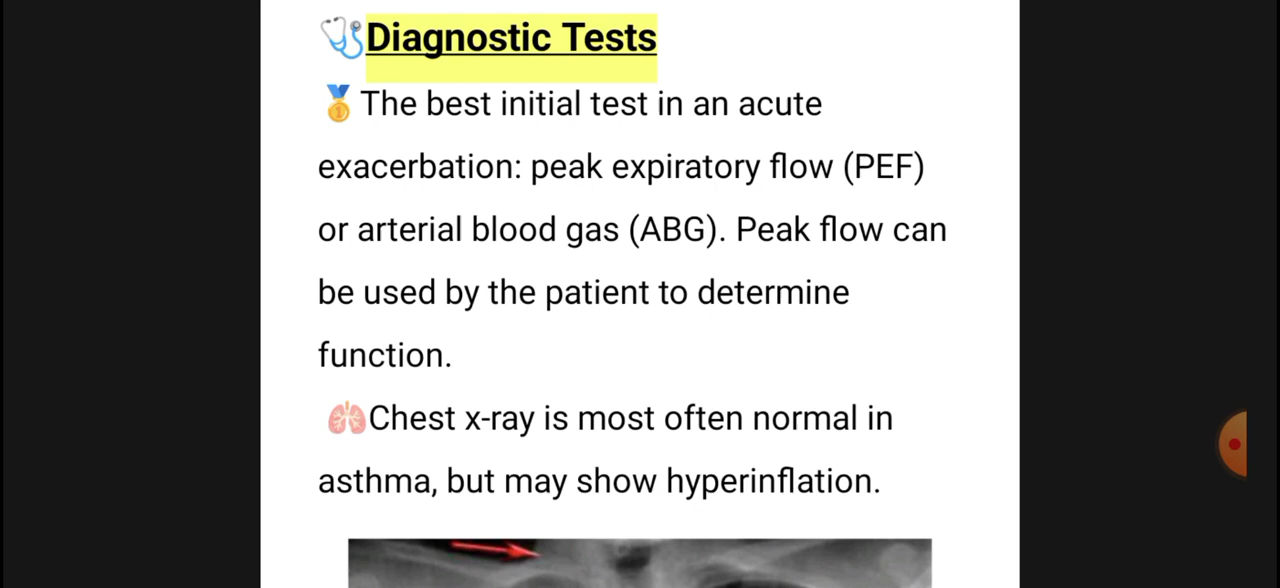 🩺Diagnostic Tests
🥇The best initial test in an acute
exacerbation: peak expiratory flow (PEF)
or arterial blood gas (ABG). Peak flow can
be used by the patient to determine
function.
🫁Chest x-ray is most often normal in
asthma, but may show hyperinflation.